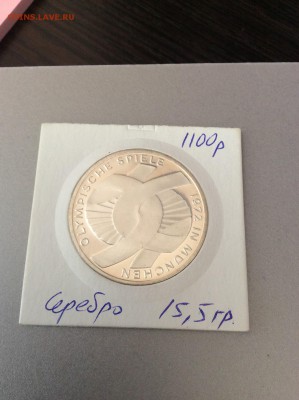 COINS-LAVE.RU
1100р
OLYMPISCHE SPIELE
1972 IN MÜNCHEN
Серебро 15,5гр.